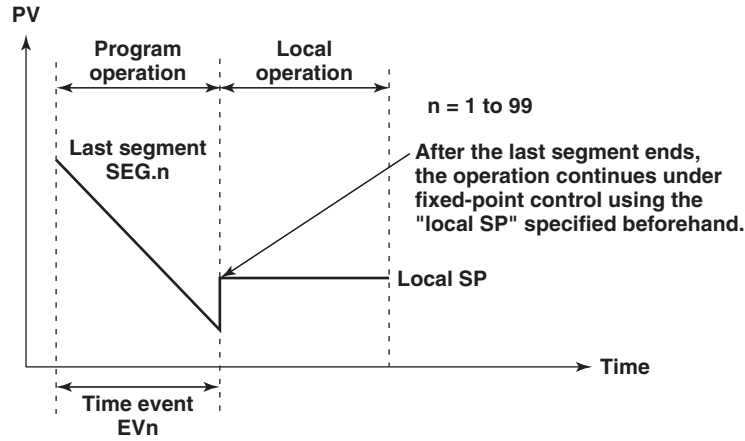 PV
Program
operation
Local
operation
n = 1 to 99
Last segment
SEG.n
After the last segment ends,
the operation continues under
fixed-point control using the
"local SP" specified beforehand.
Local SP
Time
Time event
EVn